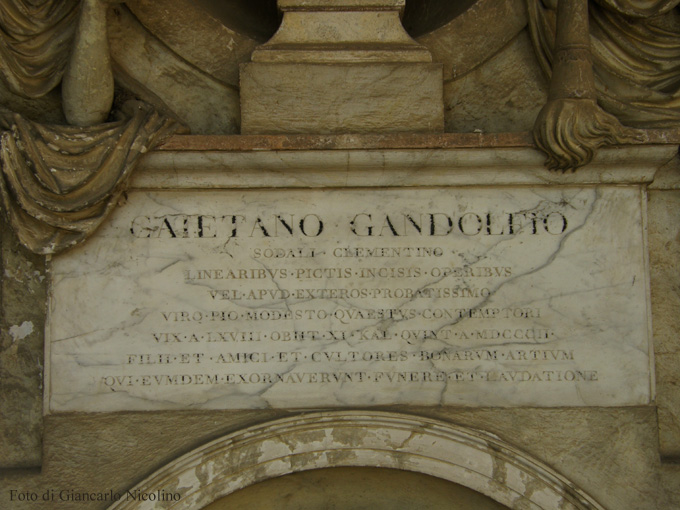 GAIETANO GANDOLFIO
SODALI · CLEMENTINO
LINEARIBVS · PICTIS · INCISIS · OPERIBVS
VEL · APVD · EXTEROS · PROBATISSIMO
VIRO · PIO · MODESTO · QVAESTVS · CONTEMPTORI
VIX · A · LXVIII · OBIIT · XI · KAL · QVINT · A · MDCCCII
FILII · ET · AMICI · ET · CVLTORES · BONARVM · ARTIVM
QVI · EVMDEM · EXORNAVERVNT · FVNERE · ET · LAVDATIONE
Foto di Giancarlo Nicolino